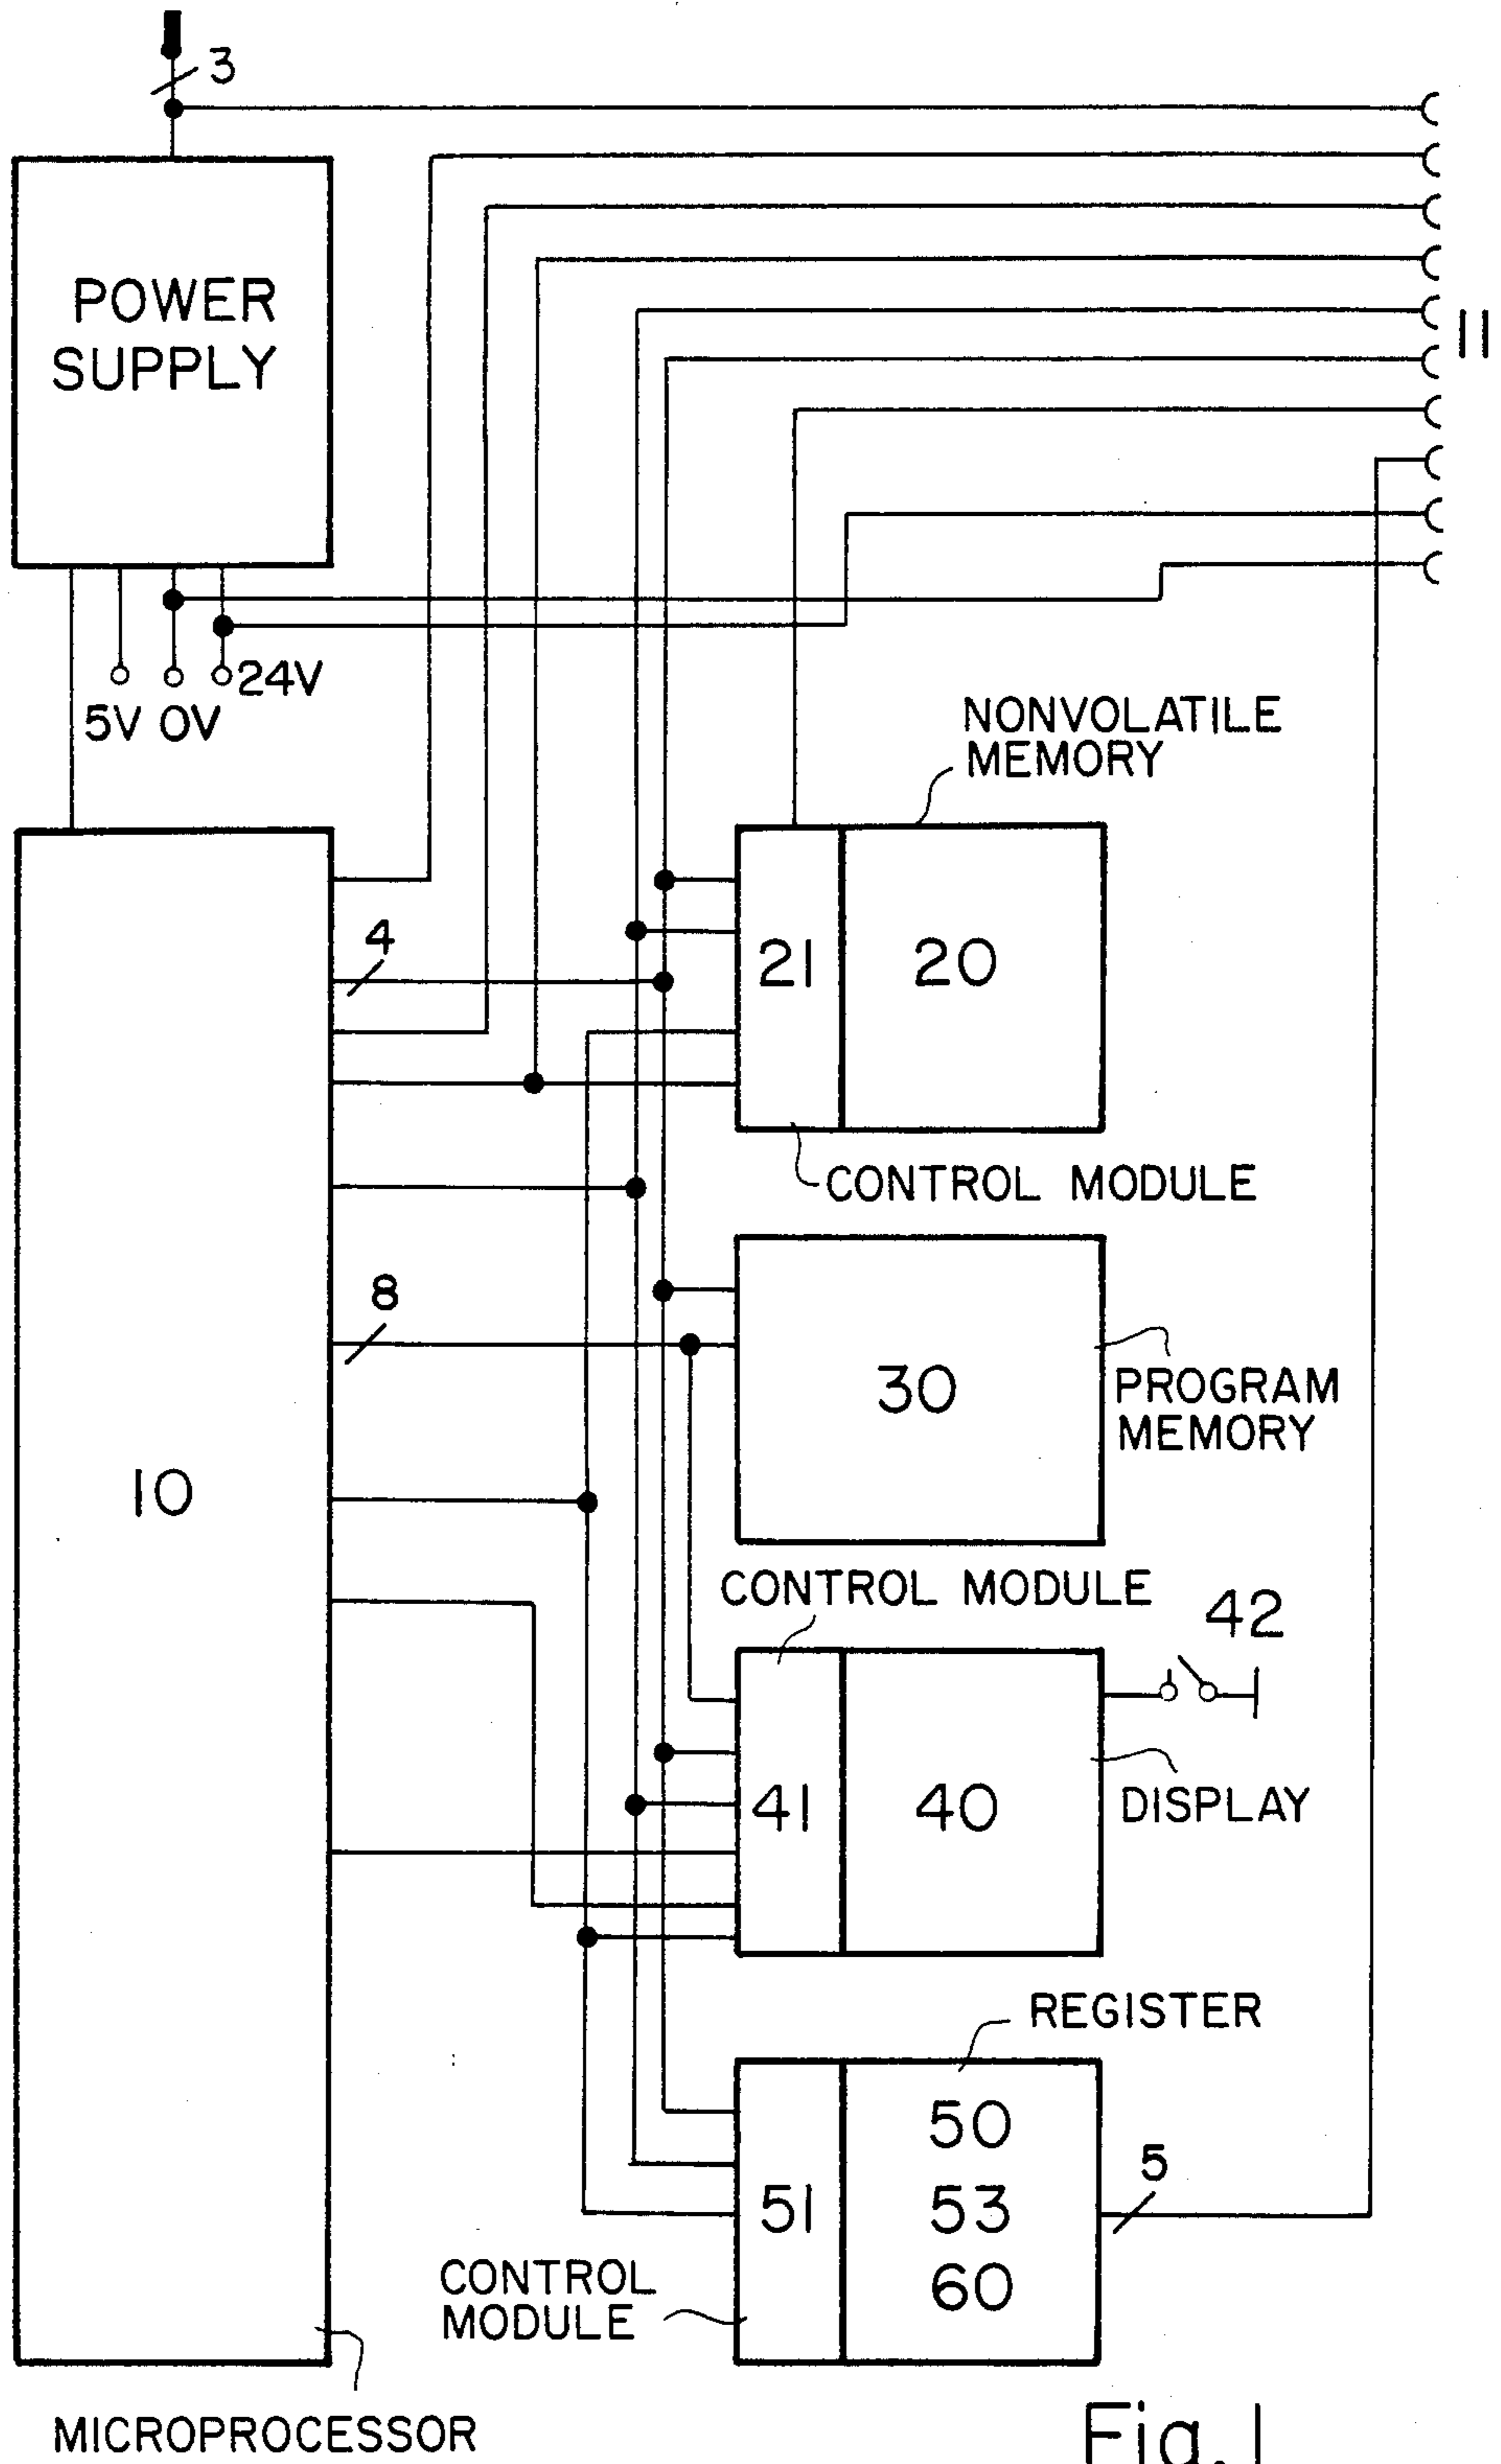 3
POWER
SUPPLY
11
24V
5V 0V
NONVOLATILE
MEMORY
4
21
20
CONTROL MODULE
8
30
PROGRAM
MEMORY
10
CONTROL MODULE
42
41
40
DISPLAY
REGISTER
50
5
51
53
60
CONTROL
MODULE
MICROPROCESSOR
Fig. 1